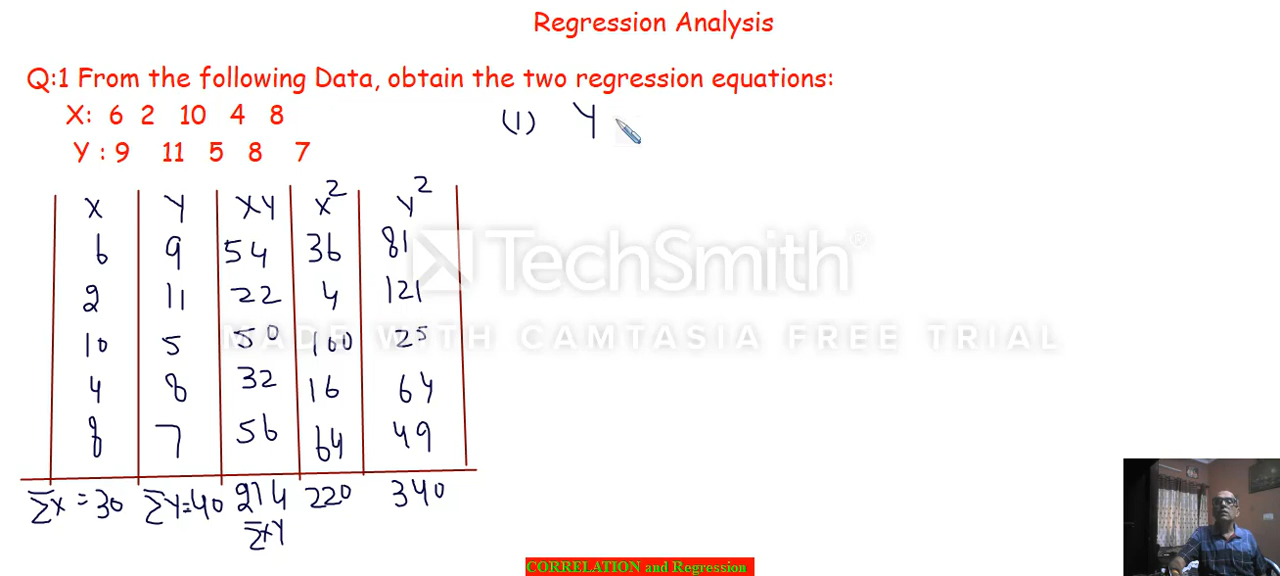 Regression Analysis
Q:1 From the following Data, obtain the two regression equations:
X: 6 2 10 4 8
Y : 9 11 5 8 7
(1) Y
X Y XY X² Y²
6 9 54 36 81
2 11 22 4 121
10 5 50 100 25
4 8 32 16 64
8 7 56 64 49
ΣX = 30 ΣY=40 214 220 340
ΣXY
TechSmith®
MADE WITH CAMTASIA FREE TRIAL
CORRELATION and Regression